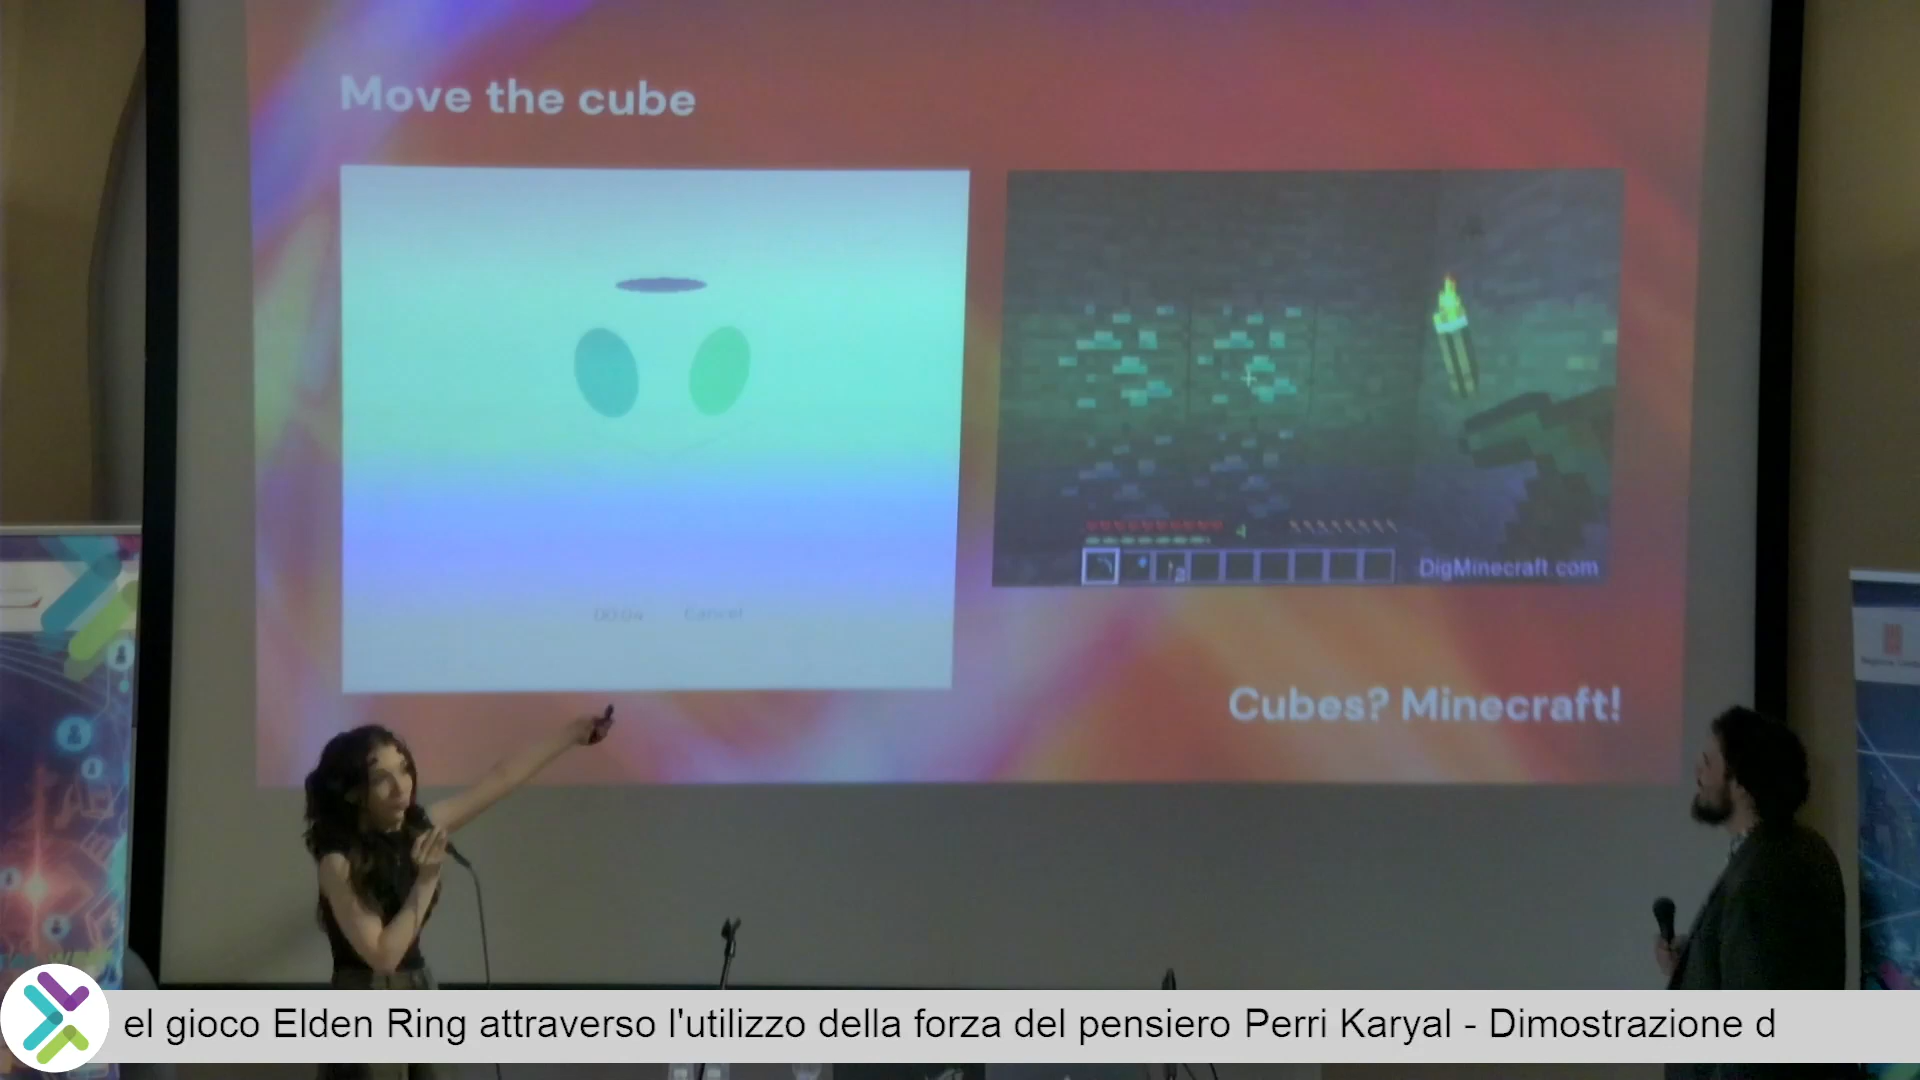 Move the cube
DigMinecraft.com
Cubes? Minecraft!
el gioco Elden Ring attraverso l'utilizzo della forza del pensiero Perri Karyal - Dimostrazione d